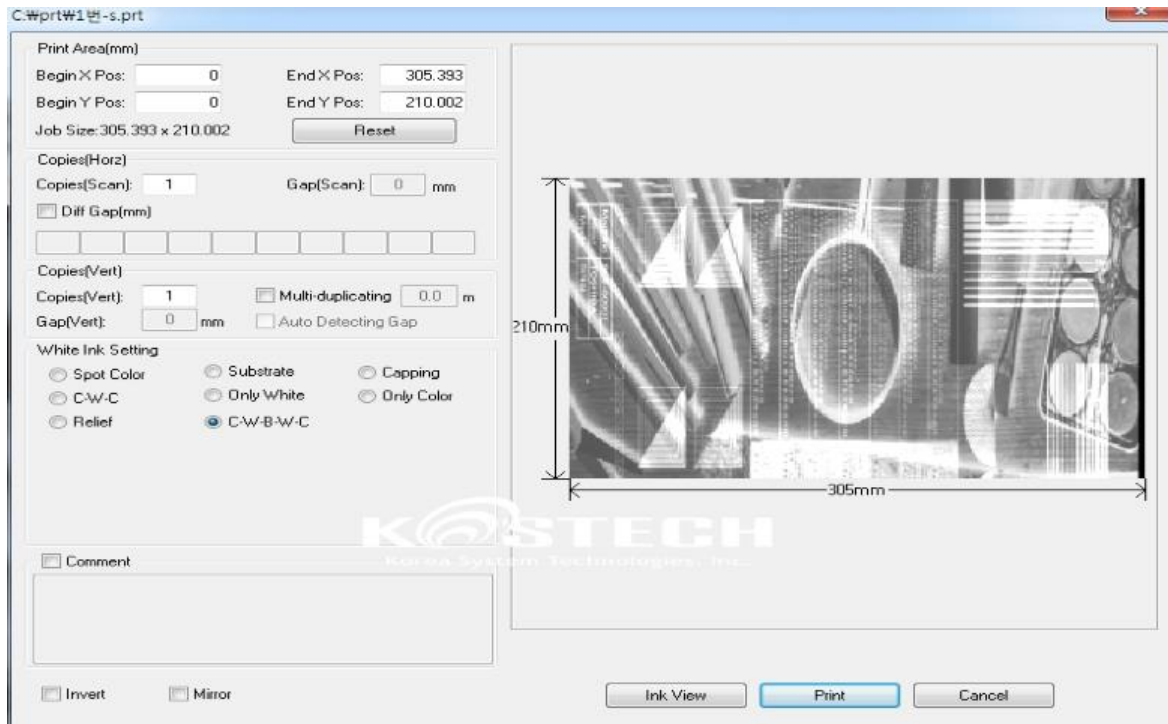 C:₩prt₩1번-s.prt
Print Area(mm)
Begin X Pos: 0 End X Pos: 305.393
Begin Y Pos: 0 End Y Pos: 210.002
Job Size:305.393 x 210.002 Reset
Copies(Horz)
Copies(Scan): 1 Gap(Scan): 0 mm
Diff Gap(mm)
Copies(Vert)
Copies(Vert): 1 Multi-duplicating 0.0 m
Gap(Vert): 0 mm Auto Detecting Gap
White Ink Setting
Spot Color Substrate Capping
C-W-C Only White Only Color
Relief C-W-B-W-C
210mm
305mm
KOSTECH
Korea System Technologies, Inc.
Comment
Invert Mirror Ink View Print Cancel